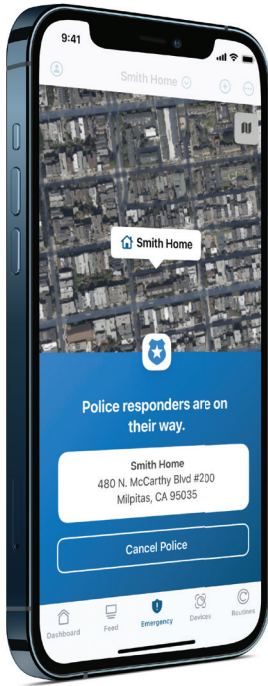 9:41
Smith Home
Smith Home
Police responders are on
their way.
Smith Home
480 N. McCarthy Blvd #200
Milpitas, CA 95035
Cancel Police
Dashboard
Feed
Emergency
Devices
Routines